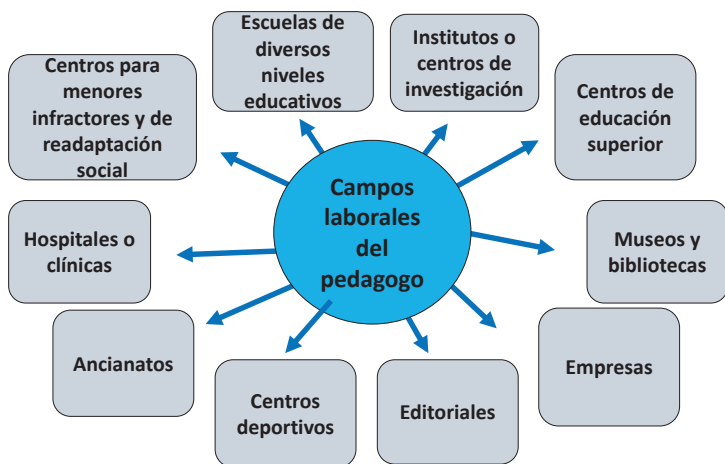 Escuelas de
diversos
niveles
educativos
Institutos o
centros de
investigación
Centros para
menores
infractores y de
readaptación
social
Centros de
educación
superior
Campos
laborales
del
pedagogo
Hospitales o
clínicas
Museos y
bibliotecas
Ancianatos
Empresas
Centros
deportivos
Editoriales